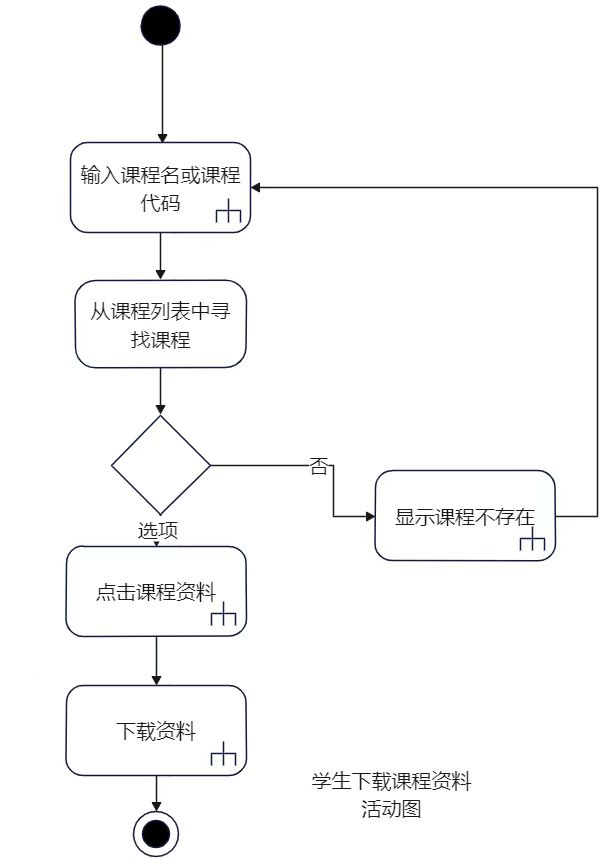 输入课程名或课程
代码
从课程列表中寻
找课程
否
显示课程不存在
选项
点击课程资料
下载资料
学生下载课程资料
活动图